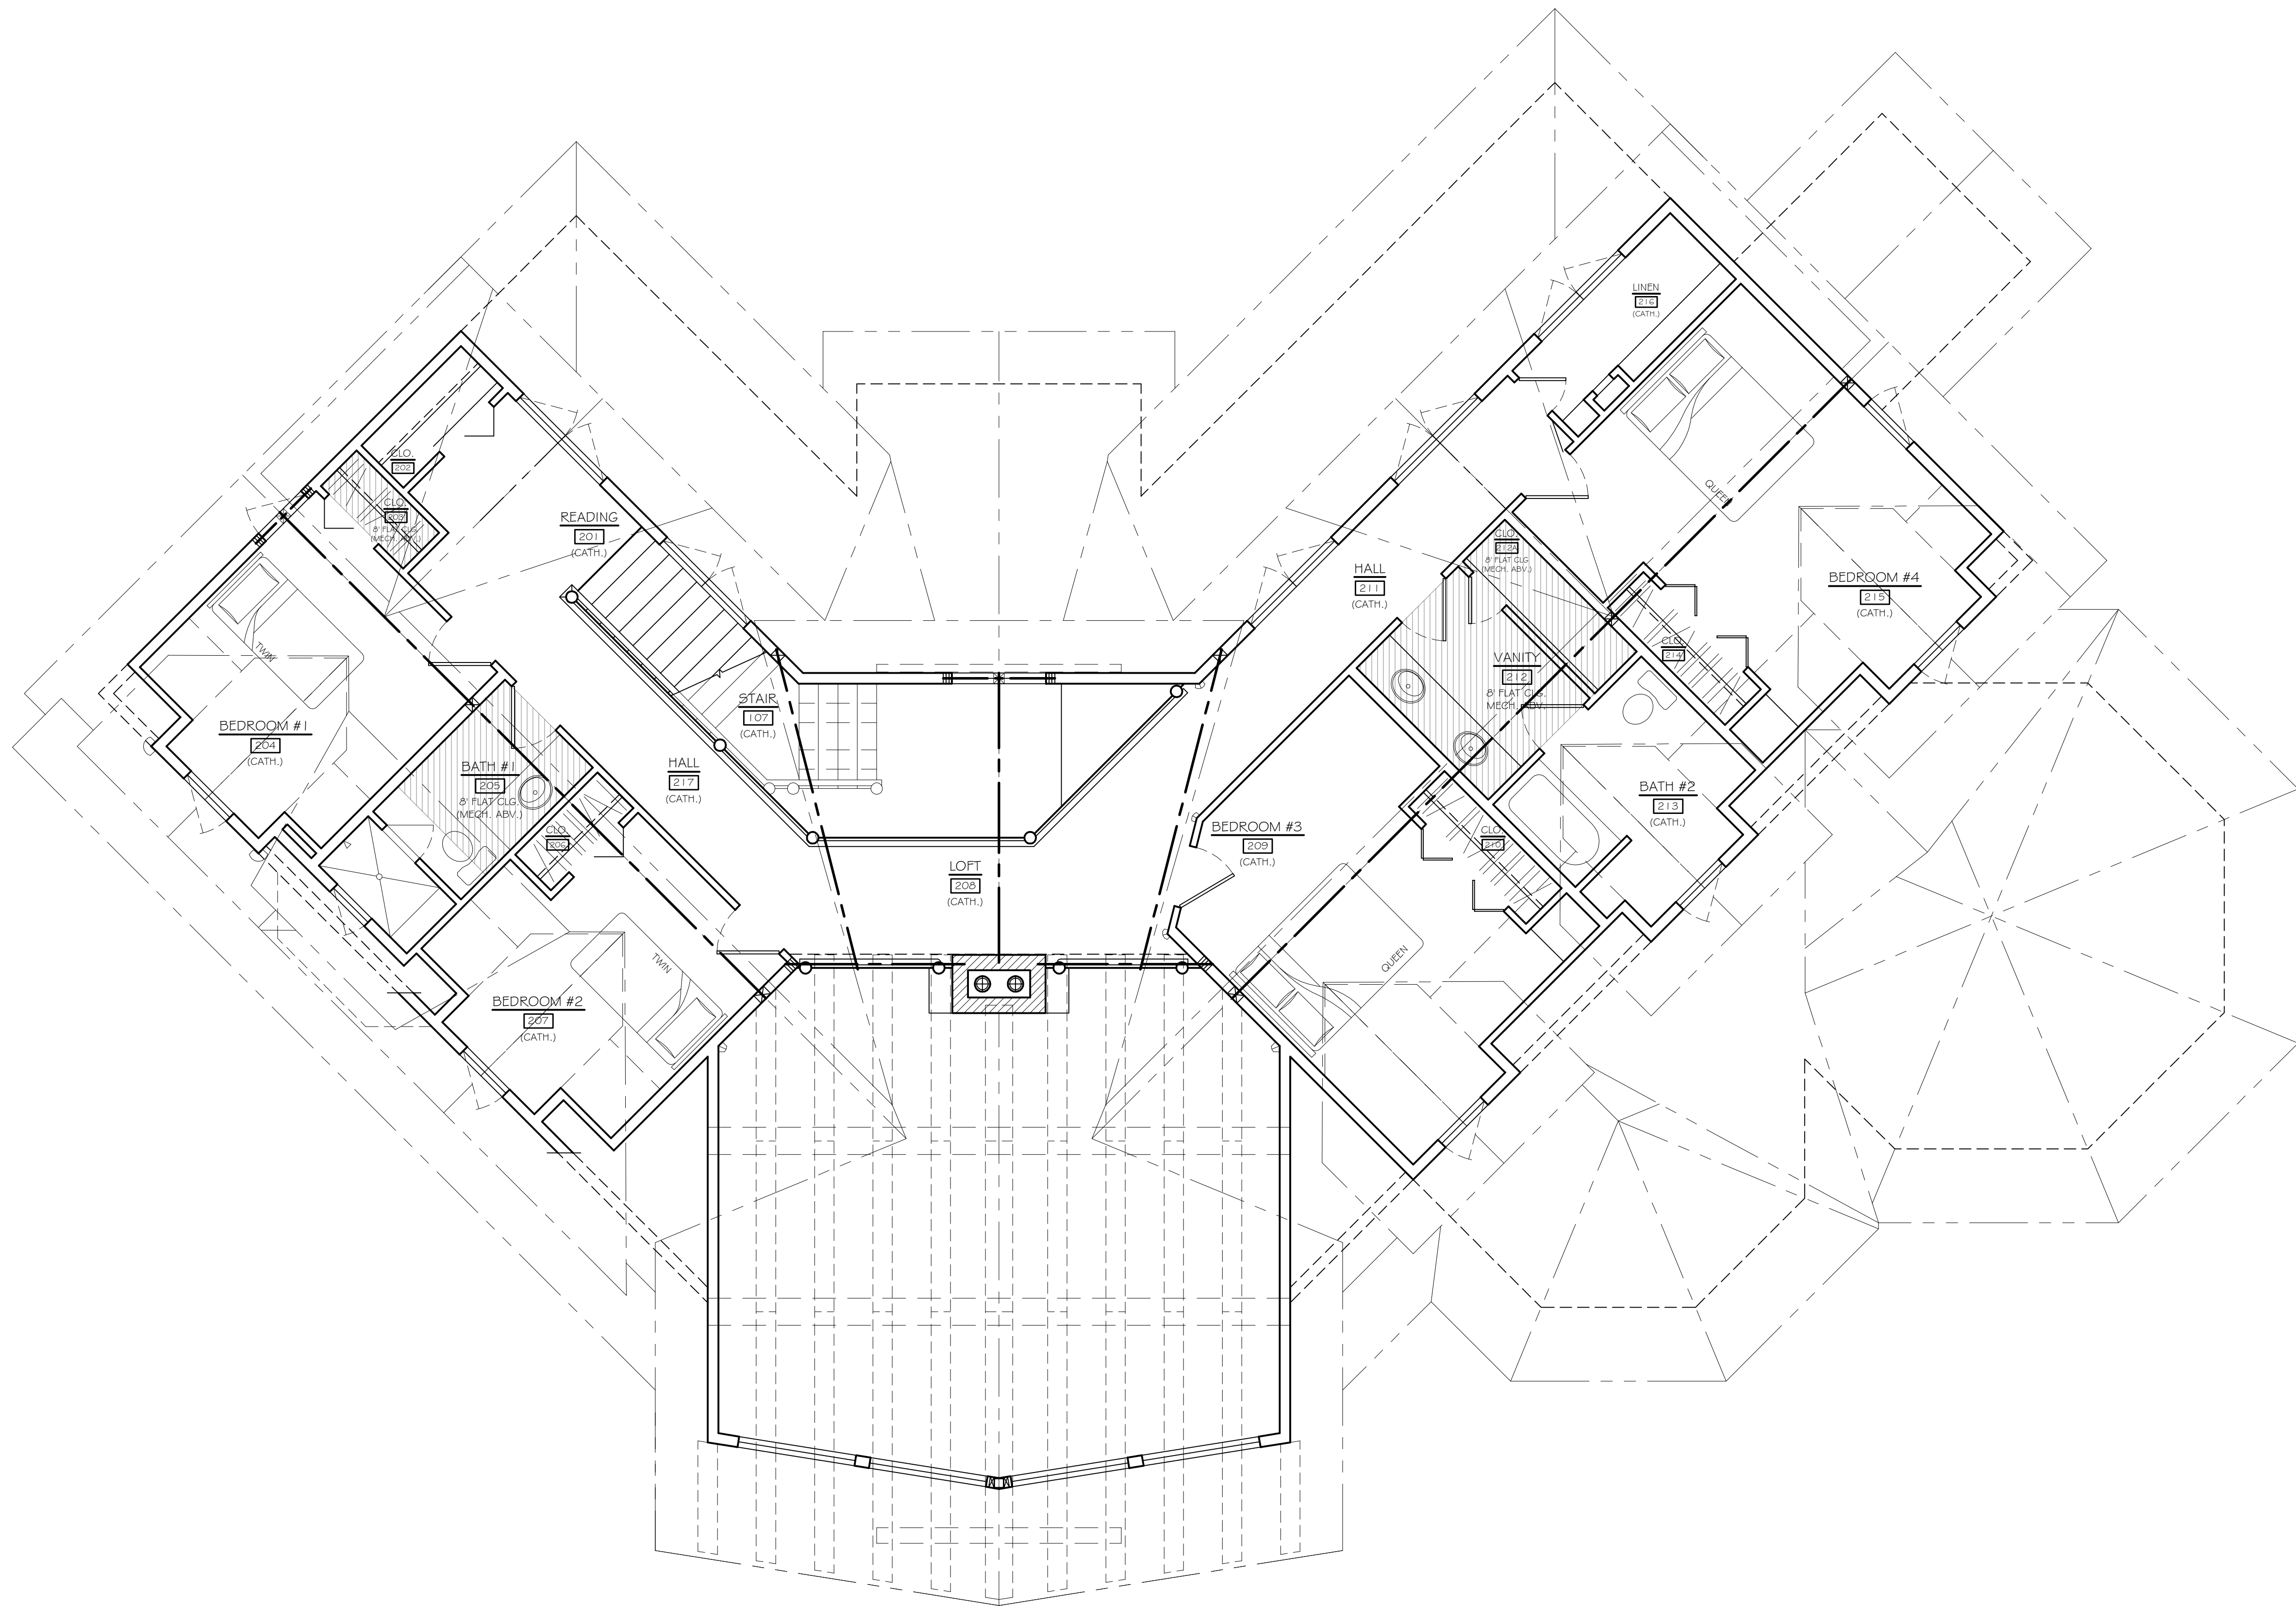 LINEN
216
(CATH.)
CLO.
202
CLO.
203
8' FLAT CLG.
(MECH. ABV.)
READING
201
(CATH.)
QUEEN
CLO.
212A
8' FLAT CLG
(MECH. ABV.)
HALL
211
(CATH.)
BEDROOM #4
215
(CATH.)
TWIN
CLO.
214
VANITY
212
8' FLAT CLG.
MECH. ABV.
STAIR
107
(CATH.)
BEDROOM #1
204
(CATH.)
BATH #1
205
8' FLAT CLG.
(MECH. ABV.)
HALL
217
(CATH.)
BATH #2
213
(CATH.)
CLO.
206
BEDROOM #3
209
(CATH.)
CLO.
210
LOFT
208
(CATH.)
TWIN
QUEEN
BEDROOM #2
207
(CATH.)